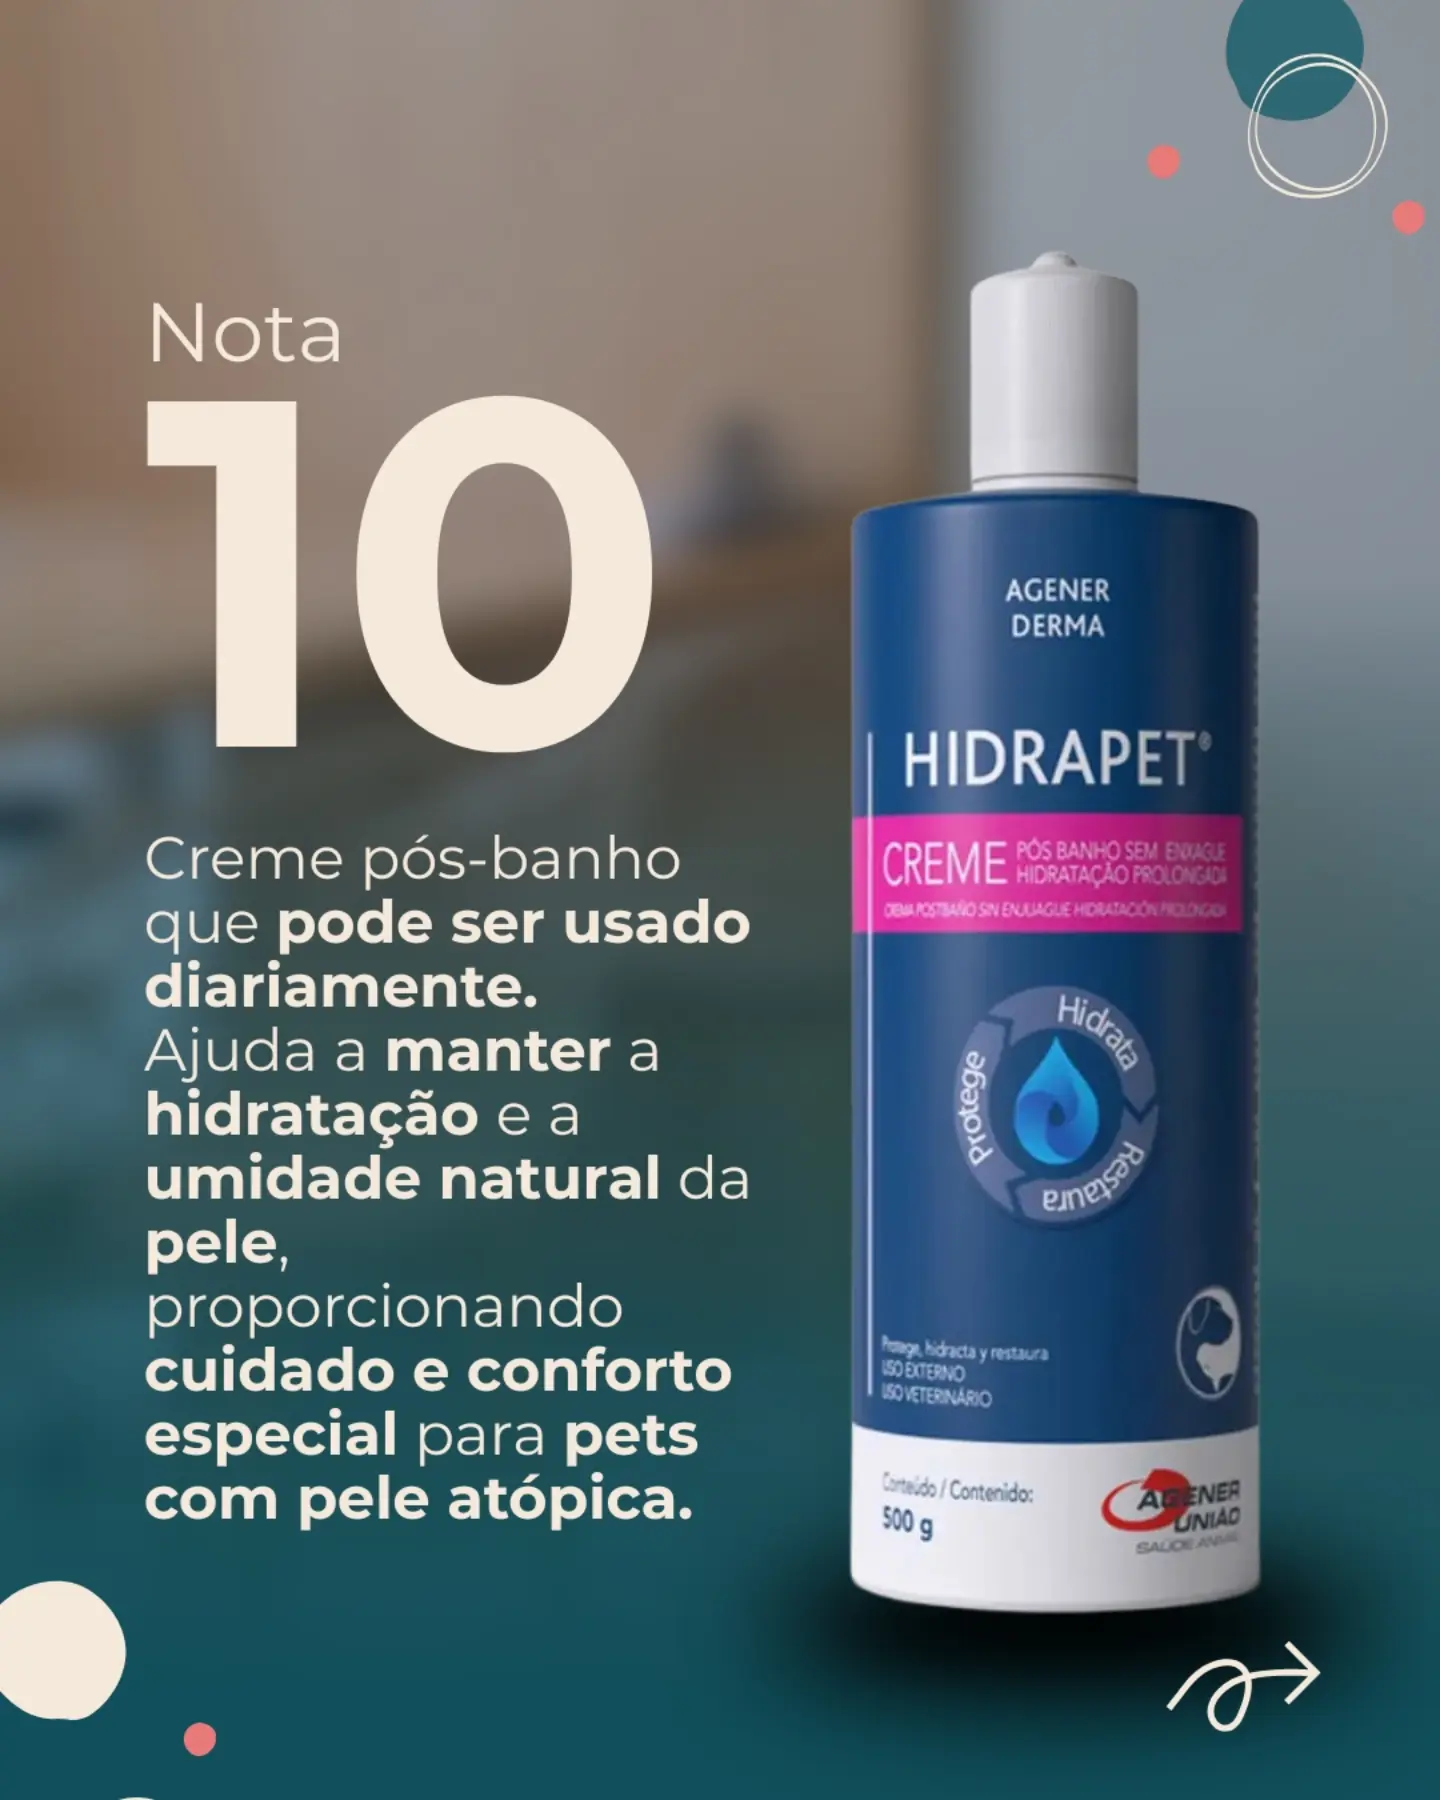 Nota
10
Creme pós-banho
que pode ser usado
diariamente.
Ajuda a manter a
hidratação e a
umidade natural da
pele,
proporcionando
cuidado e conforto
especial para pets
com pele atópica.
AGENER
DERMA
HIDRAPET®
CREME PÓS BANHO SEM ENXAGUE
HIDRATAÇÃO PROLONGADA
CREMA POSTBAÑO SIN ENJUAGUE HIDRATACIÓN PROLONGADA
Hidrata
Restaura
Protege
Protege, hidracta y restaura
USO EXTERNO
USO VETERINÁRIO
Conteúdo / Contenido:
500 g
AGENER
UNIÃO
SAÚDE ANIMAL